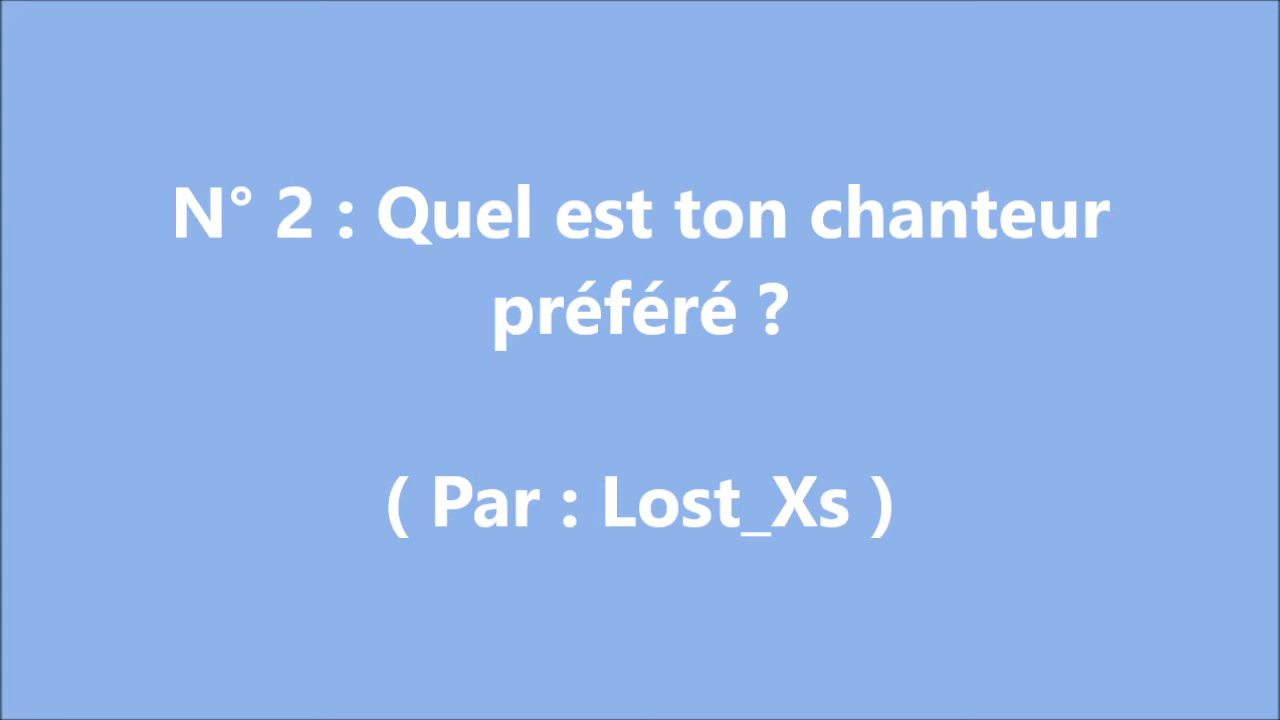 N° 2 : Quel est ton chanteur
préféré ?
( Par : Lost_Xs )